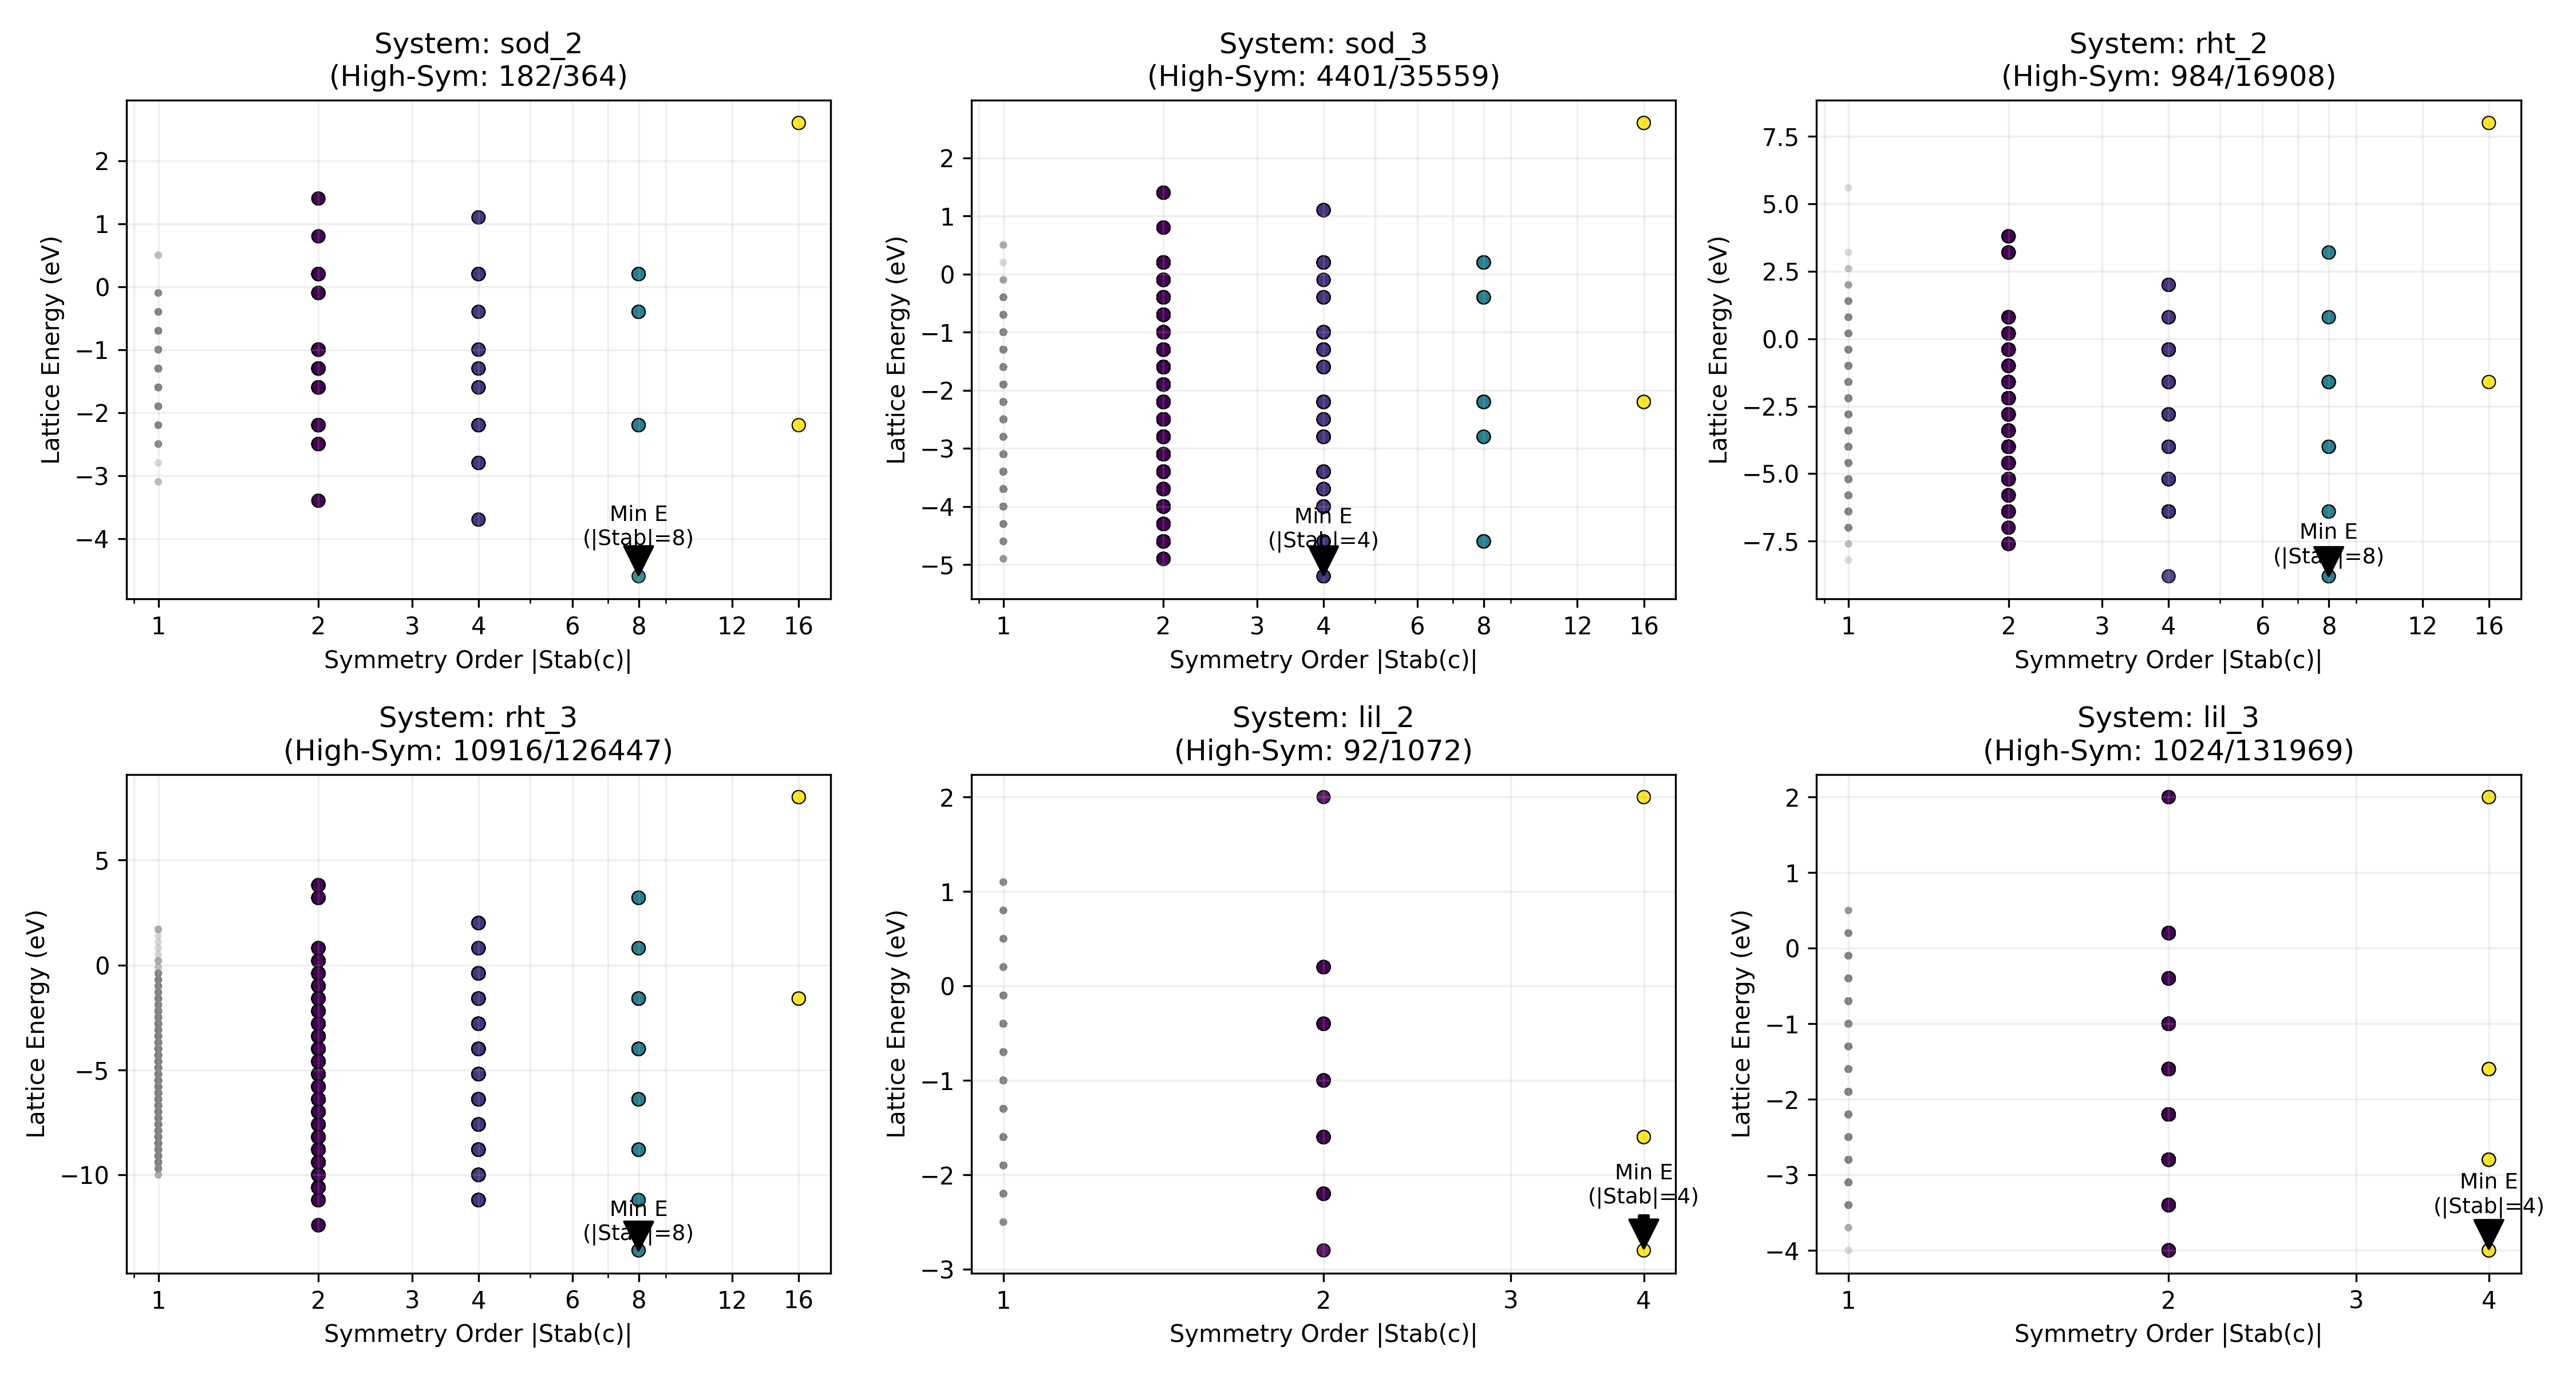 System: sod_2
(High-Sym: 182/364)
Lattice Energy (eV)
2
1
0
−1
−2
−3
−4
Min E
(|Stab|=8)
1 2 3 4 6 8 12 16
Symmetry Order |Stab(c)|
System: sod_3
(High-Sym: 4401/35559)
Lattice Energy (eV)
2
1
0
−1
−2
−3
−4
−5
Min E
(|Stab|=4)
1 2 3 4 6 8 12 16
Symmetry Order |Stab(c)|
System: rht_2
(High-Sym: 984/16908)
Lattice Energy (eV)
7.5
5.0
2.5
0.0
−2.5
−5.0
−7.5
Min E
(|Stab|=8)
1 2 3 4 6 8 12 16
Symmetry Order |Stab(c)|
System: rht_3
(High-Sym: 10916/126447)
Lattice Energy (eV)
5
0
−5
−10
Min E
(|Stab|=8)
1 2 3 4 6 8 12 16
Symmetry Order |Stab(c)|
System: lil_2
(High-Sym: 92/1072)
Lattice Energy (eV)
2
1
0
−1
−2
−3
Min E
(|Stab|=4)
1 2 3 4
Symmetry Order |Stab(c)|
System: lil_3
(High-Sym: 1024/131969)
Lattice Energy (eV)
2
1
0
−1
−2
−3
−4
Min E
(|Stab|=4)
1 2 3 4
Symmetry Order |Stab(c)|